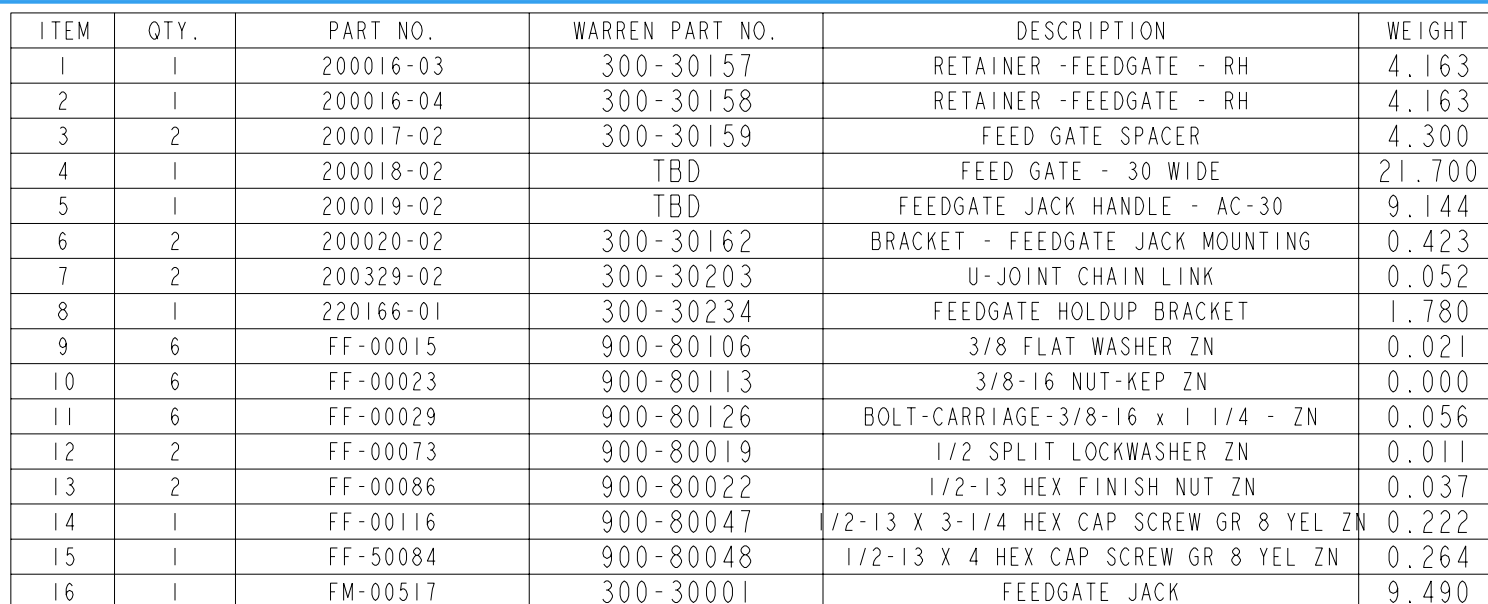 ITEM QTY. PART NO. WARREN PART NO. DESCRIPTION WEIGHT
1 1 200016-03 300-30157 RETAINER -FEEDGATE - RH 4.163
2 1 200016-04 300-30158 RETAINER -FEEDGATE - RH 4.163
3 2 200017-02 300-30159 FEED GATE SPACER 4.300
4 1 200018-02 TBD FEED GATE - 30 WIDE 21.700
5 1 200019-02 TBD FEEDGATE JACK HANDLE - AC-30 9.144
6 2 200020-02 300-30162 BRACKET - FEEDGATE JACK MOUNTING 0.423
7 2 200329-02 300-30203 U-JOINT CHAIN LINK 0.052
8 1 220166-01 300-30234 FEEDGATE HOLDUP BRACKET 1.780
9 6 FF-00015 900-80106 3/8 FLAT WASHER ZN 0.021
10 6 FF-00023 900-80113 3/8-16 NUT-KEP ZN 0.000
11 6 FF-00029 900-80126 BOLT-CARRIAGE-3/8-16 x 1 1/4 - ZN 0.056
12 2 FF-00073 900-80019 1/2 SPLIT LOCKWASHER ZN 0.011
13 2 FF-00086 900-80022 1/2-13 HEX FINISH NUT ZN 0.037
14 1 FF-00116 900-80047 1/2-13 X 3-1/4 HEX CAP SCREW GR 8 YEL ZN 0.222
15 1 FF-50084 900-80048 1/2-13 X 4 HEX CAP SCREW GR 8 YEL ZN 0.264
16 1 FM-00517 300-30001 FEEDGATE JACK 9.490